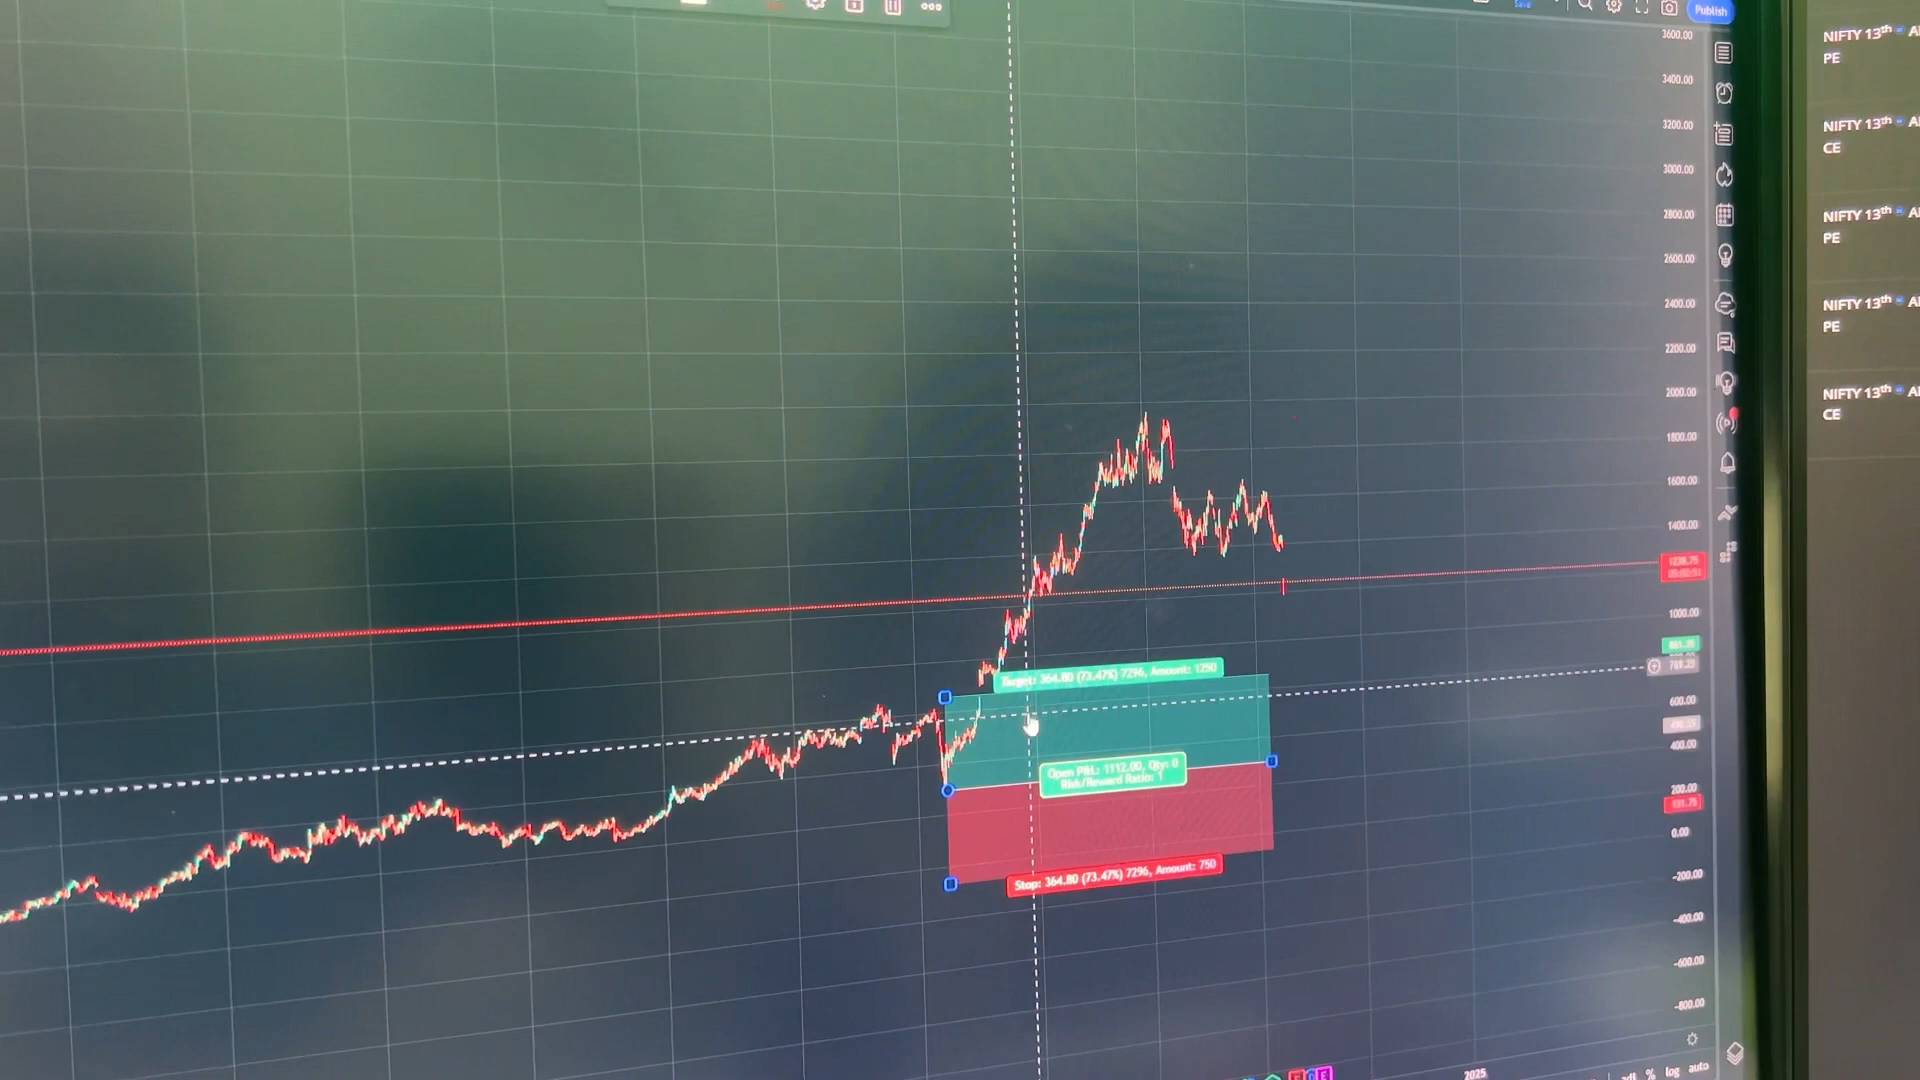 Save
Publish
3600.00
3400.00
3200.00
3000.00
2800.00
2600.00
2400.00
2200.00
2000.00
1800.00
1600.00
1400.00
1000.00
600.00
400.00
200.00
0.00
-200.00
-400.00
-600.00
-800.00
Target: 364.80 (73.47%) 7296, Amount: 1250
Open P&L: 1112.00, Qty: 0
Risk/Reward Ratio: 1
Stop: 364.80 (73.47%) 7296, Amount: 750
2025
% log auto
NIFTY 13th
PE
NIFTY 13th
CE
NIFTY 13th
PE
NIFTY 13th
PE
NIFTY 13th
CE